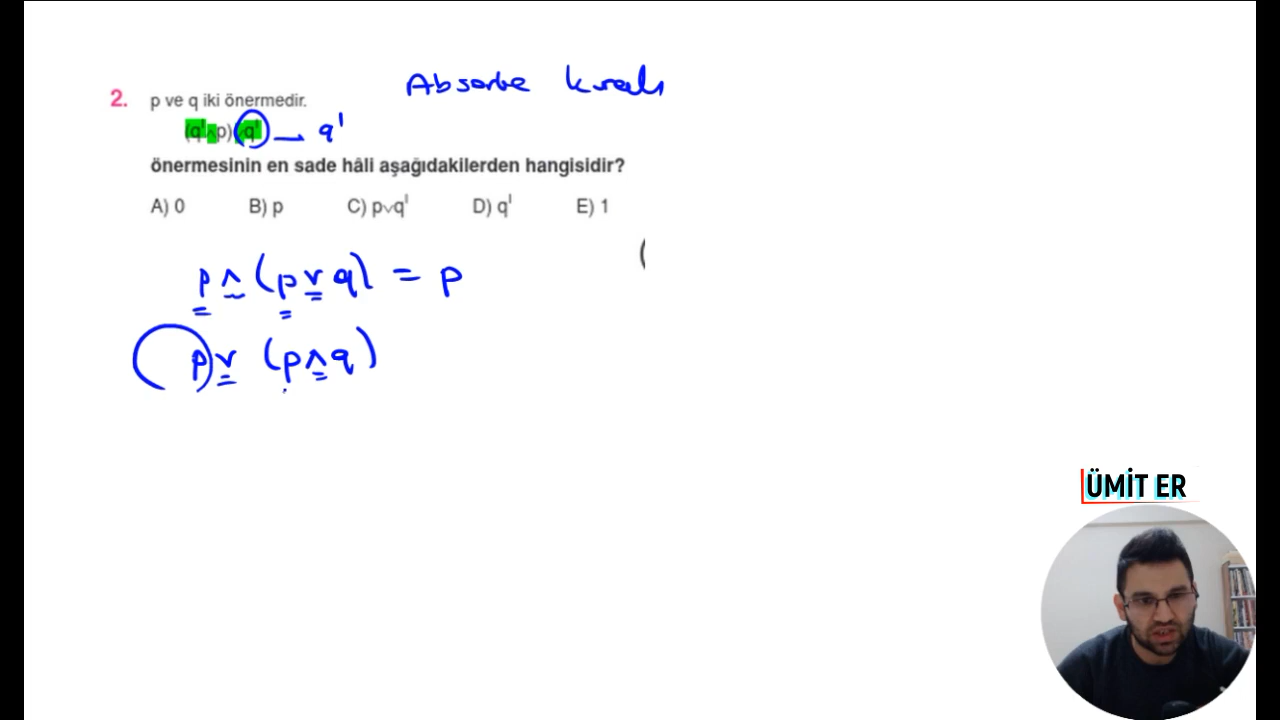 Absorbe kuralı
2. p ve q iki önermedir.
(q'∧p)∨q' → q'
önermesinin en sade hâli aşağıdakilerden hangisidir?
A) 0 B) p C) p∨q' D) q' E) 1
p ∧ (p ∨ q) = p
(
p ∨ (p ∧ q)
ÜMİT ER